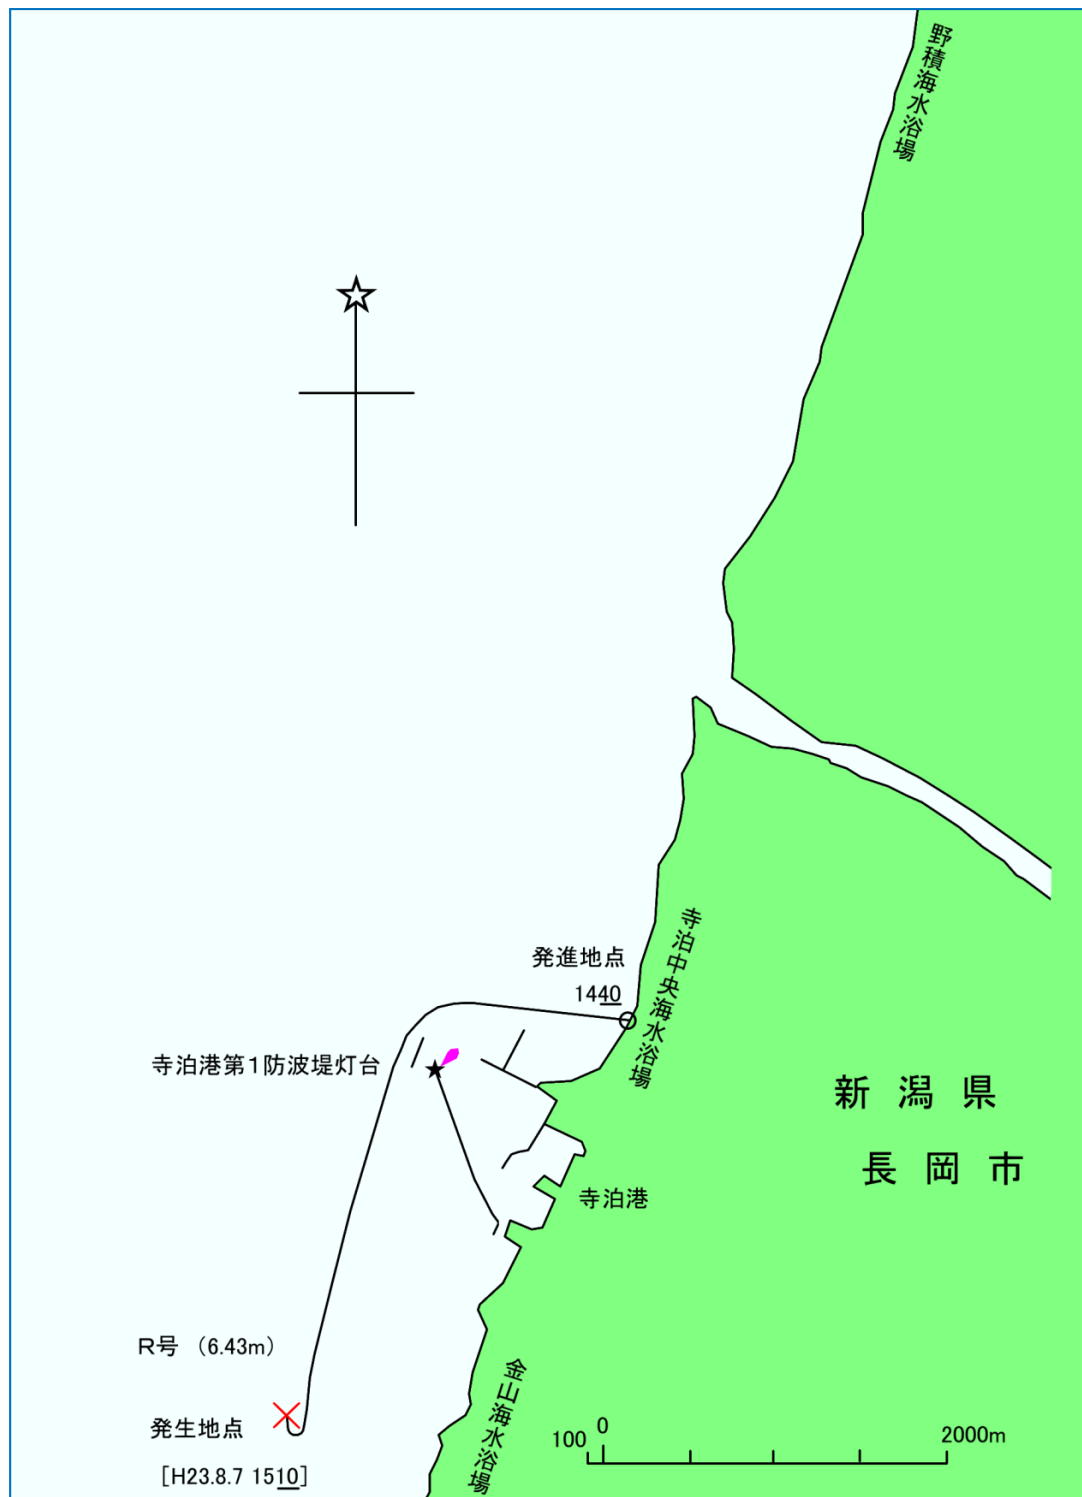 野積海水浴場
発進地点
1440
寺泊中央海水浴場
寺泊港第1防波堤灯台
新潟県
長岡市
寺泊港
R号 (6.43m)
金山海水浴場
発生地点
[H23.8.7 1510]
100 0 2000m